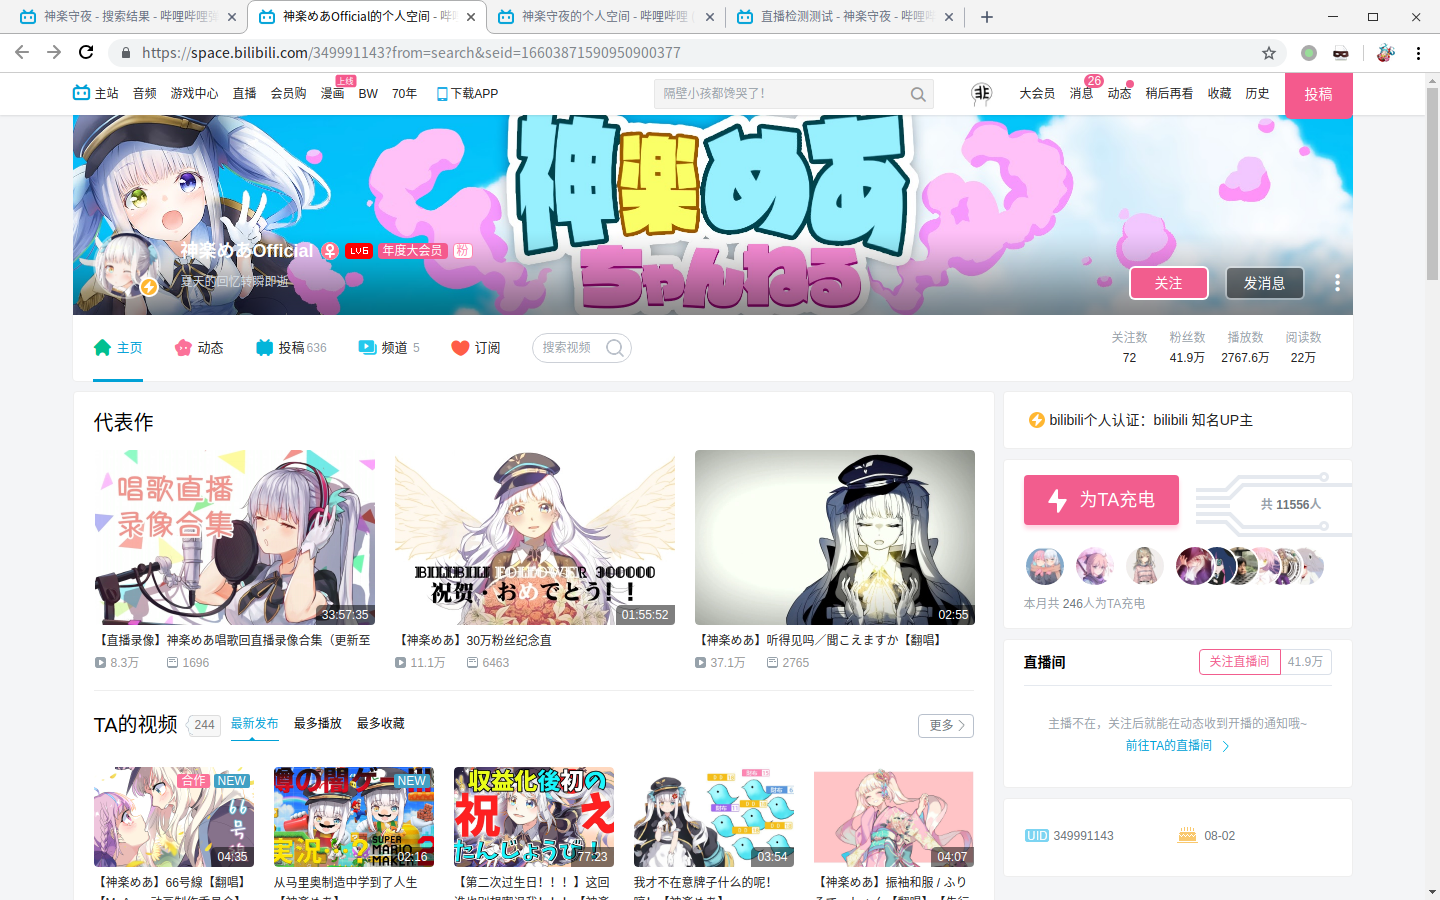 神楽守夜 - 搜索结果 - 哔哩哔哩弹
神楽めあOfficial的个人空间 - 哔哩
神楽守夜的个人空间 - 哔哩哔哩
直播检测测试 - 神楽守夜 - 哔哩哔
https://space.bilibili.com/349991143?from=search&seid=16603871590950900377
主站 音频 游戏中心 直播 会员购 漫画 上线 BW 70年 下载APP
隔壁小孩都馋哭了!
大会员 消息 26 动态 稍后再看 收藏 历史 投稿
神楽めあ
ちゃんねる
神楽めあOfficial LV6 年度大会员 粉
夏天的回忆转瞬即逝
关注 发消息
主页 动态 投稿 636 频道 5 订阅 搜索视频
关注数 粉丝数 播放数 阅读数
72 41.9万 2767.6万 22万
代表作
唱歌直播
录像合集
33:57:35
BILIBILI FOLLOWER 300000
祝贺・おめでとう！！
01:55:52
02:55
【直播录像】神楽めあ唱歌回直播录像合集（更新至
8.3万 1696
【神楽めあ】30万粉丝纪念直
11.1万 6463
【神楽めあ】听得见吗／聞こえますか【翻唱】
37.1万 2765
TA的视频 244 最新发布 最多播放 最多收藏 更多
合作 NEW
66号
04:35
NEW
SUPER MARIO MAKER
02:16
収益化後初の
祝
え
たんじょうび！
77:23
03:54
04:07
【神楽めあ】66号線【翻唱】
从马里奥制造中学到了人生
【第二次过生日！！！】这回
我才不在意牌子什么的呢！
【神楽めあ】振袖和服 / ふり
bilibili个人认证：bilibili 知名UP主
为TA充电
共 11556人
本月共 246人为TA充电
直播间
关注直播间 41.9万
主播不在，关注后就能在动态收到开播的通知哦~
前往TA的直播间
UID 349991143
08-02